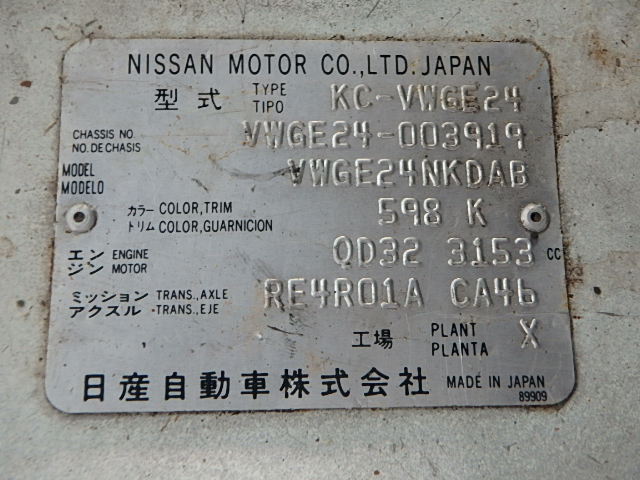 NISSAN MOTOR CO.,LTD. JAPAN
型式 TYPE TIPO KC-VWGE24
CHASSIS NO. NO. DE CHASIS VWGE24-003919
MODEL MODELO VWGE24NKDAB
カラー COLOR, TRIM トリム COLOR, GUARNICION 598 K
エンジン ENGINE MOTOR QD32 3153 CC
ミッション TRANS., AXLE アクスル TRANS., EJE RE4R01A CA46
工場 PLANT PLANTA X
日産自動車株式会社 MADE IN JAPAN
89909